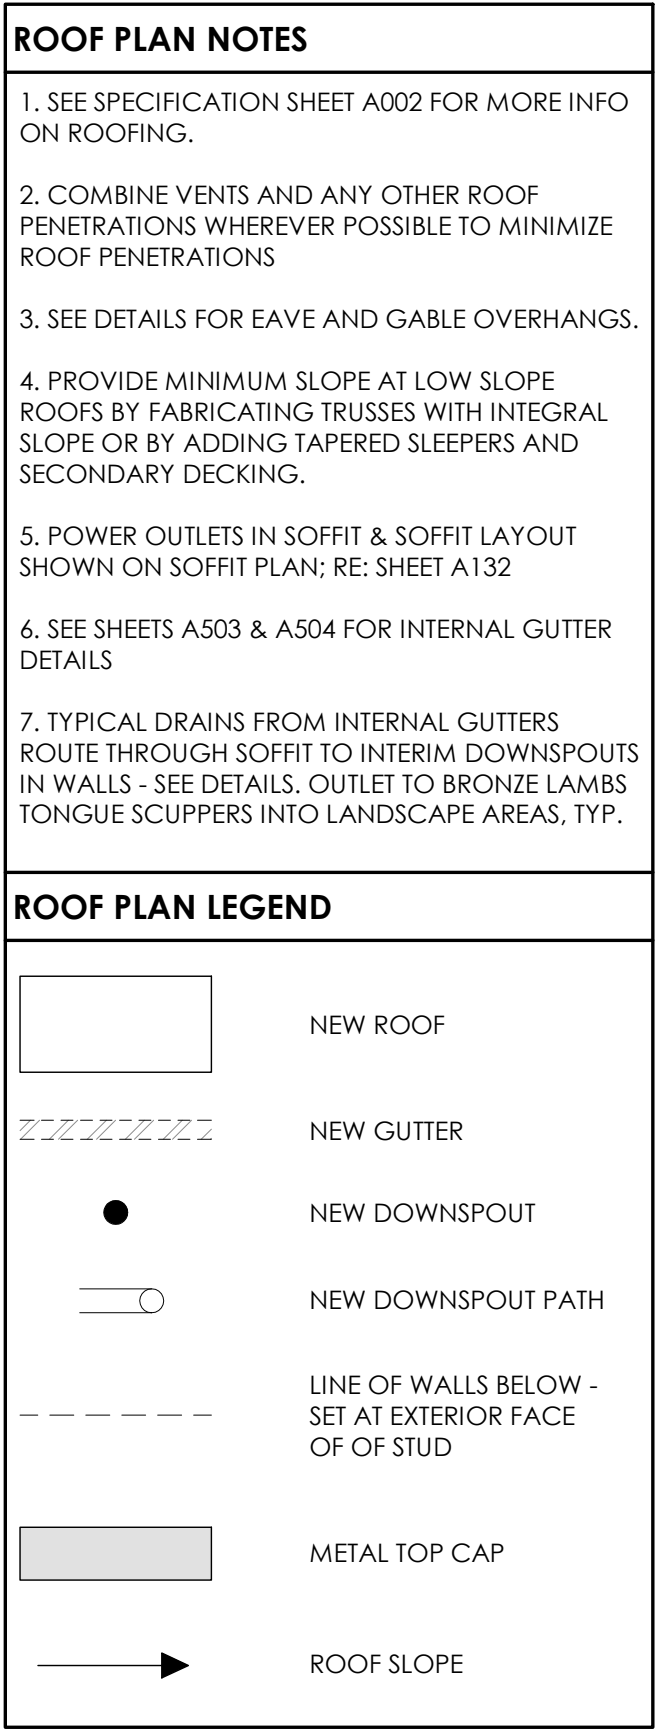 ROOF PLAN NOTES
1. SEE SPECIFICATION SHEET A002 FOR MORE INFO
ON ROOFING.
2. COMBINE VENTS AND ANY OTHER ROOF
PENETRATIONS WHEREVER POSSIBLE TO MINIMIZE
ROOF PENETRATIONS
3. SEE DETAILS FOR EAVE AND GABLE OVERHANGS.
4. PROVIDE MINIMUM SLOPE AT LOW SLOPE
ROOFS BY FABRICATING TRUSSES WITH INTEGRAL
SLOPE OR BY ADDING TAPERED SLEEPERS AND
SECONDARY DECKING.
5. POWER OUTLETS IN SOFFIT & SOFFIT LAYOUT
SHOWN ON SOFFIT PLAN; RE: SHEET A132
6. SEE SHEETS A503 & A504 FOR INTERNAL GUTTER
DETAILS
7. TYPICAL DRAINS FROM INTERNAL GUTTERS
ROUTE THROUGH SOFFIT TO INTERIM DOWNSPOUTS
IN WALLS - SEE DETAILS. OUTLET TO BRONZE LAMBS
TONGUE SCUPPERS INTO LANDSCAPE AREAS, TYP.
ROOF PLAN LEGEND
NEW ROOF
NEW GUTTER
NEW DOWNSPOUT
NEW DOWNSPOUT PATH
LINE OF WALLS BELOW -
SET AT EXTERIOR FACE
OF OF STUD
METAL TOP CAP
ROOF SLOPE